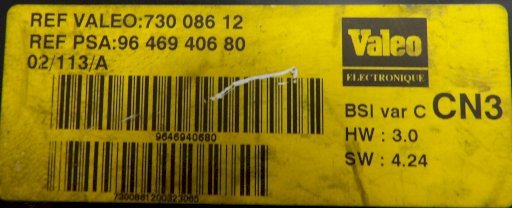 REF VALEO:730 086 12
REF PSA:96 469 406 80
02/113/A
Valeo
ELECTRONIQUE
BSI var C CN3
HW : 3.0
SW : 4.24
9646940680